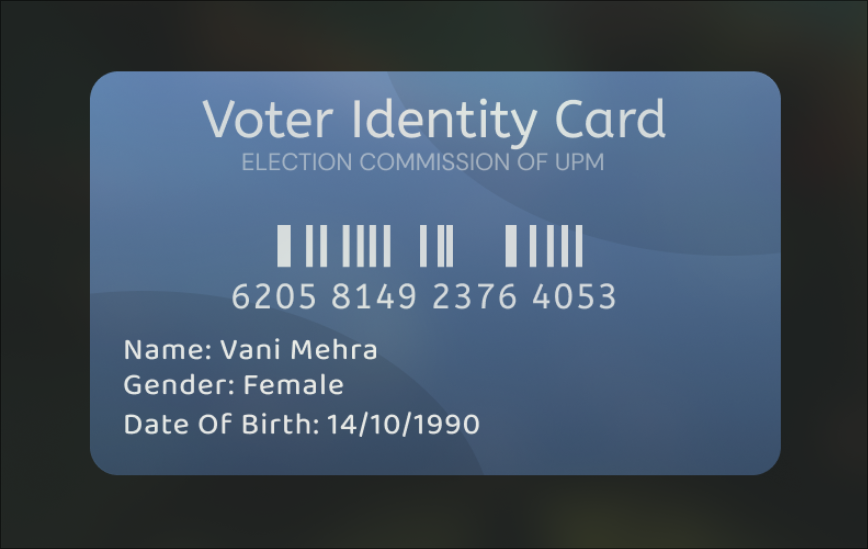 Voter Identity Card
ELECTION COMMISSION OF UPM
6205 8149 2376 4053
Name: Vani Mehra
Gender: Female
Date Of Birth: 14/10/1990